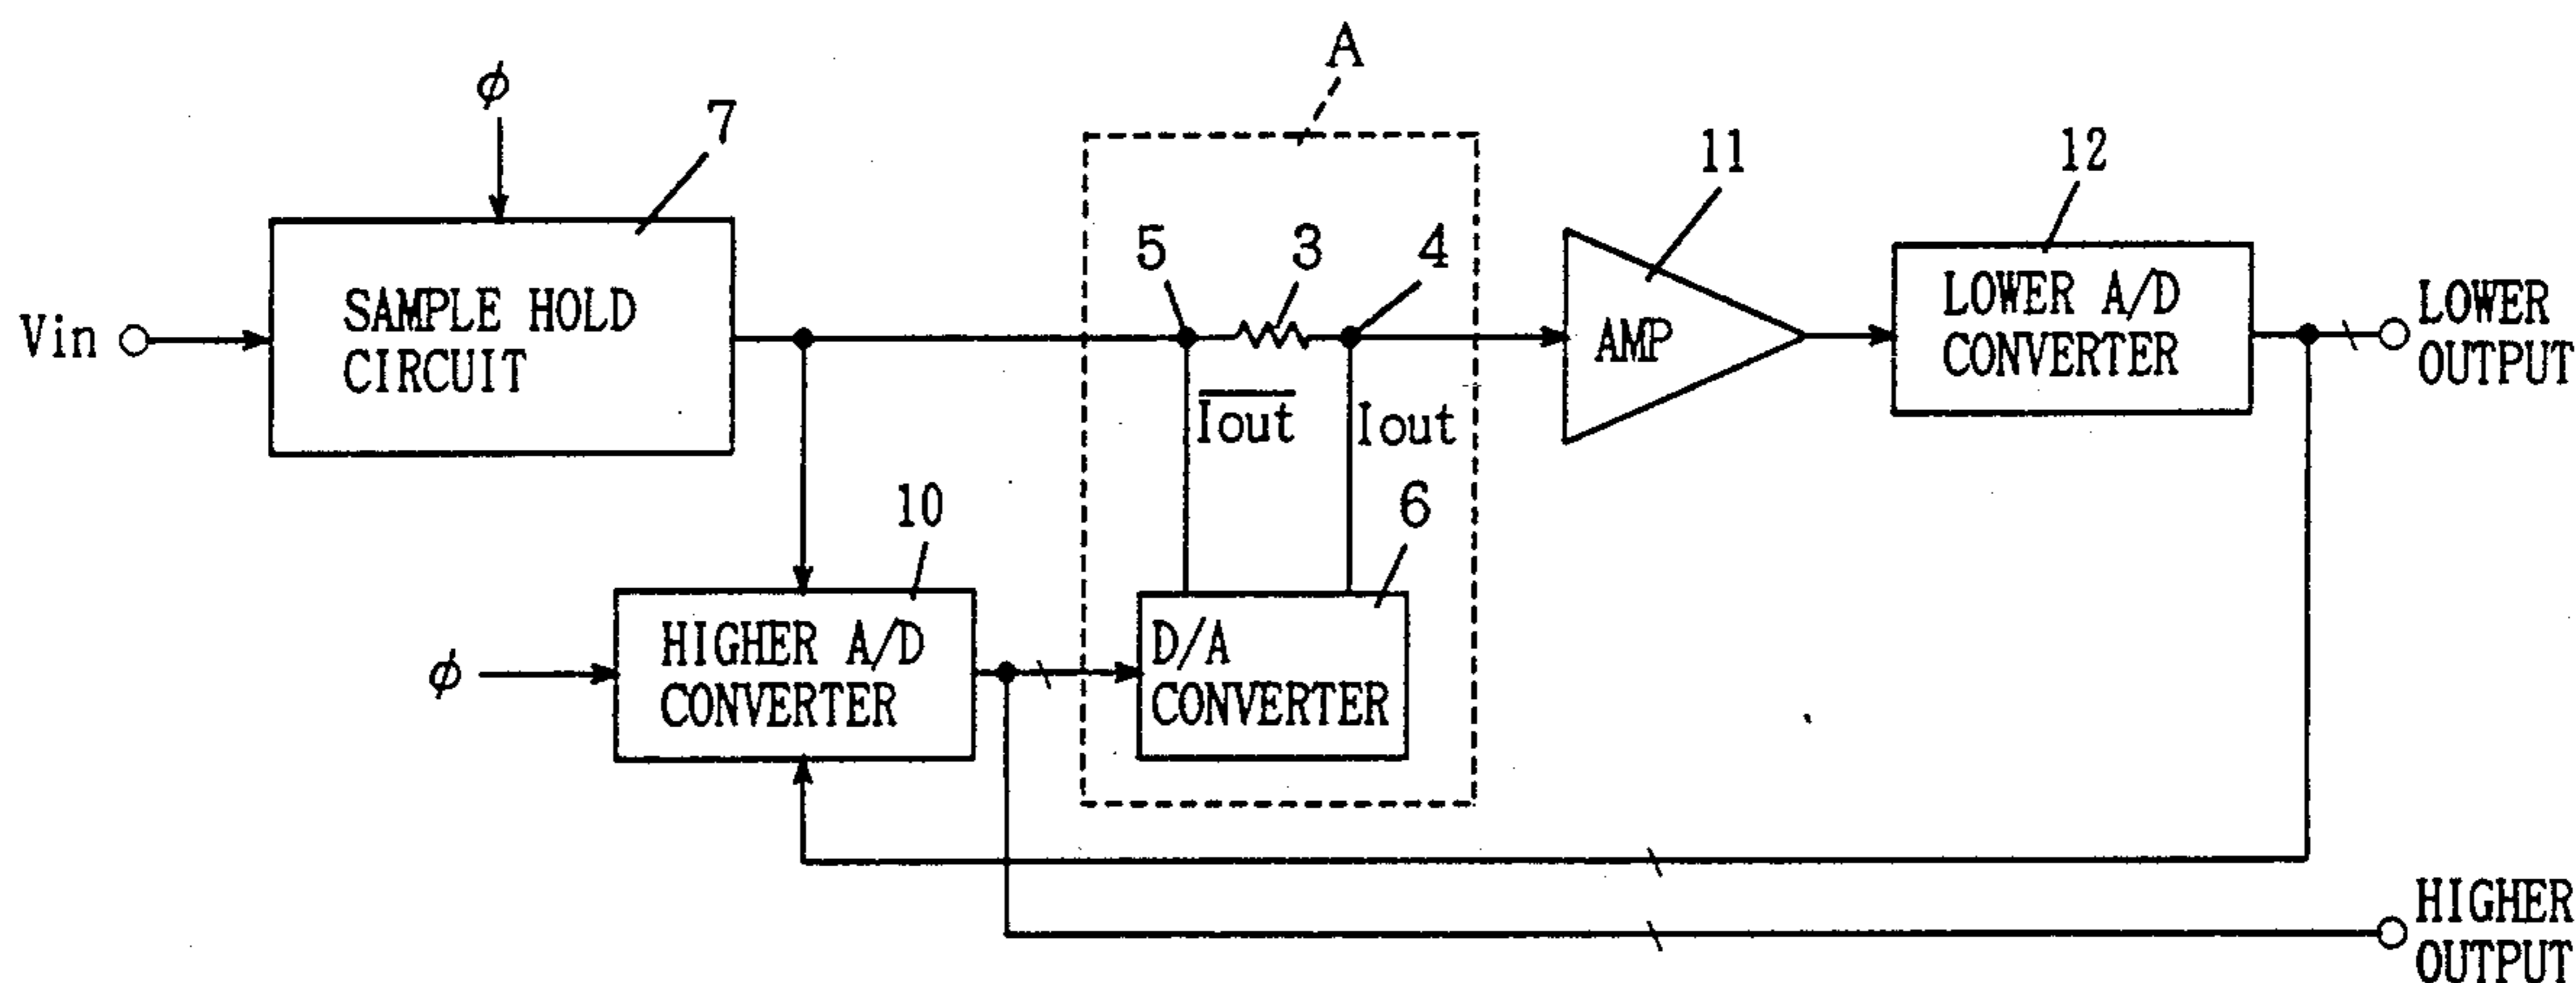 A
ϕ
7
11
12
5
3
4
Vin
SAMPLE HOLD
CIRCUIT
AMP
LOWER A/D
CONVERTER
LOWER
OUTPUT
Iout
Iout
10
6
ϕ
HIGHER A/D
CONVERTER
D/A
CONVERTER
HIGHER
OUTPUT